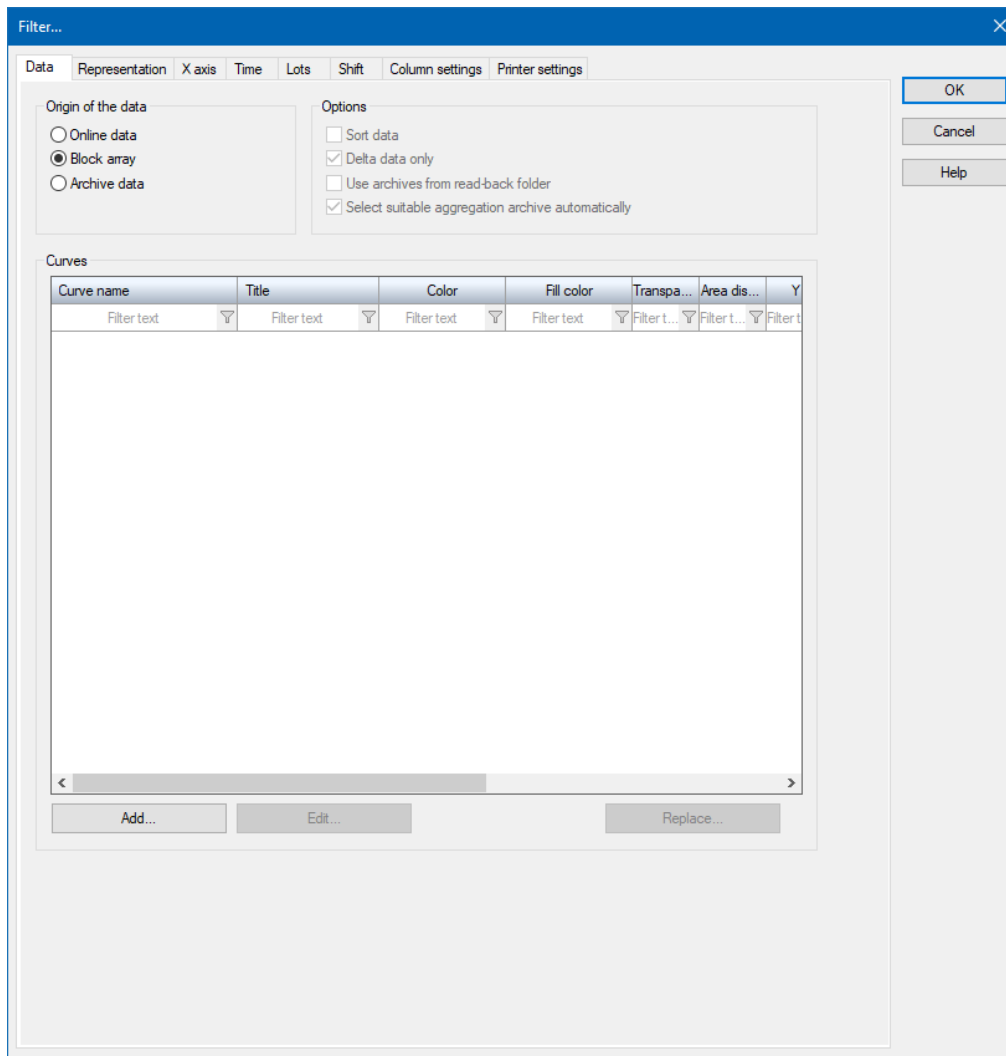 Filter...
Data Representation X axis Time Lots Shift Column settings Printer settings
OK
Cancel
Help
Origin of the data
Online data
Block array
Archive data
Options
Sort data
Delta data only
Use archives from read-back folder
Select suitable aggregation archive automatically
Curves
Curve name Title Color Fill color Transpa... Area dis... Y
Filter text Filter text Filter text Filter text Filter t... Filter t... Filter t
Add... Edit... Replace...